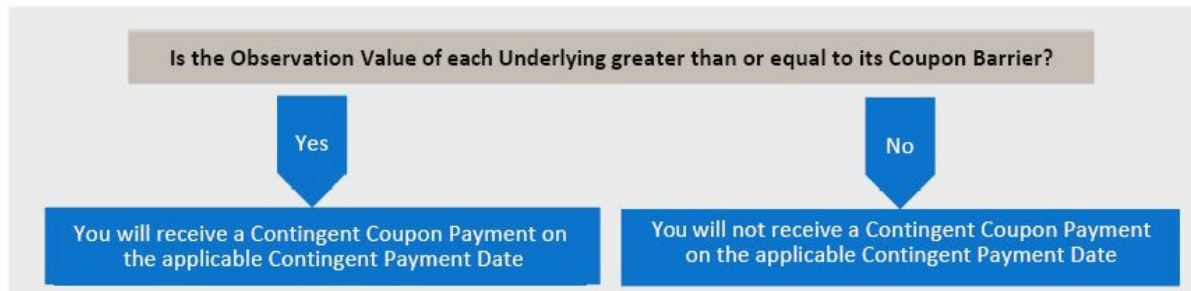 Is the Observation Value of each Underlying greater than or equal to its Coupon Barrier?
Yes
No
You will receive a Contingent Coupon Payment on
the applicable Contingent Payment Date
You will not receive a Contingent Coupon Payment
on the applicable Contingent Payment Date